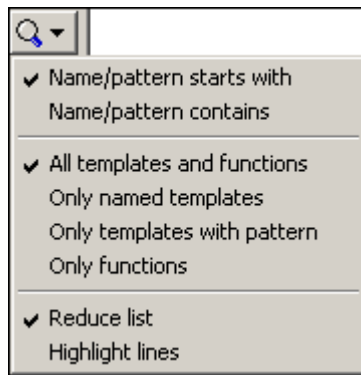 Name/pattern starts with
Name/pattern contains
All templates and functions
Only named templates
Only templates with pattern
Only functions
Reduce list
Highlight lines